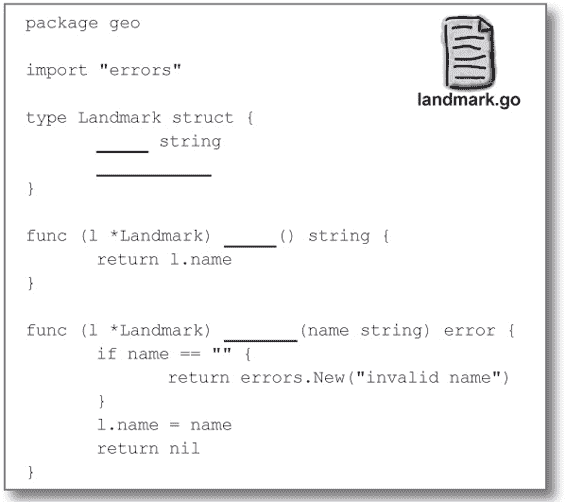 package geo
landmark.go
import "errors"
type Landmark struct {
_____ string
___________
}
func (l *Landmark) _____() string {
return l.name
}
func (l *Landmark) _______(name string) error {
if name == "" {
return errors.New("invalid name")
}
l.name = name
return nil
}